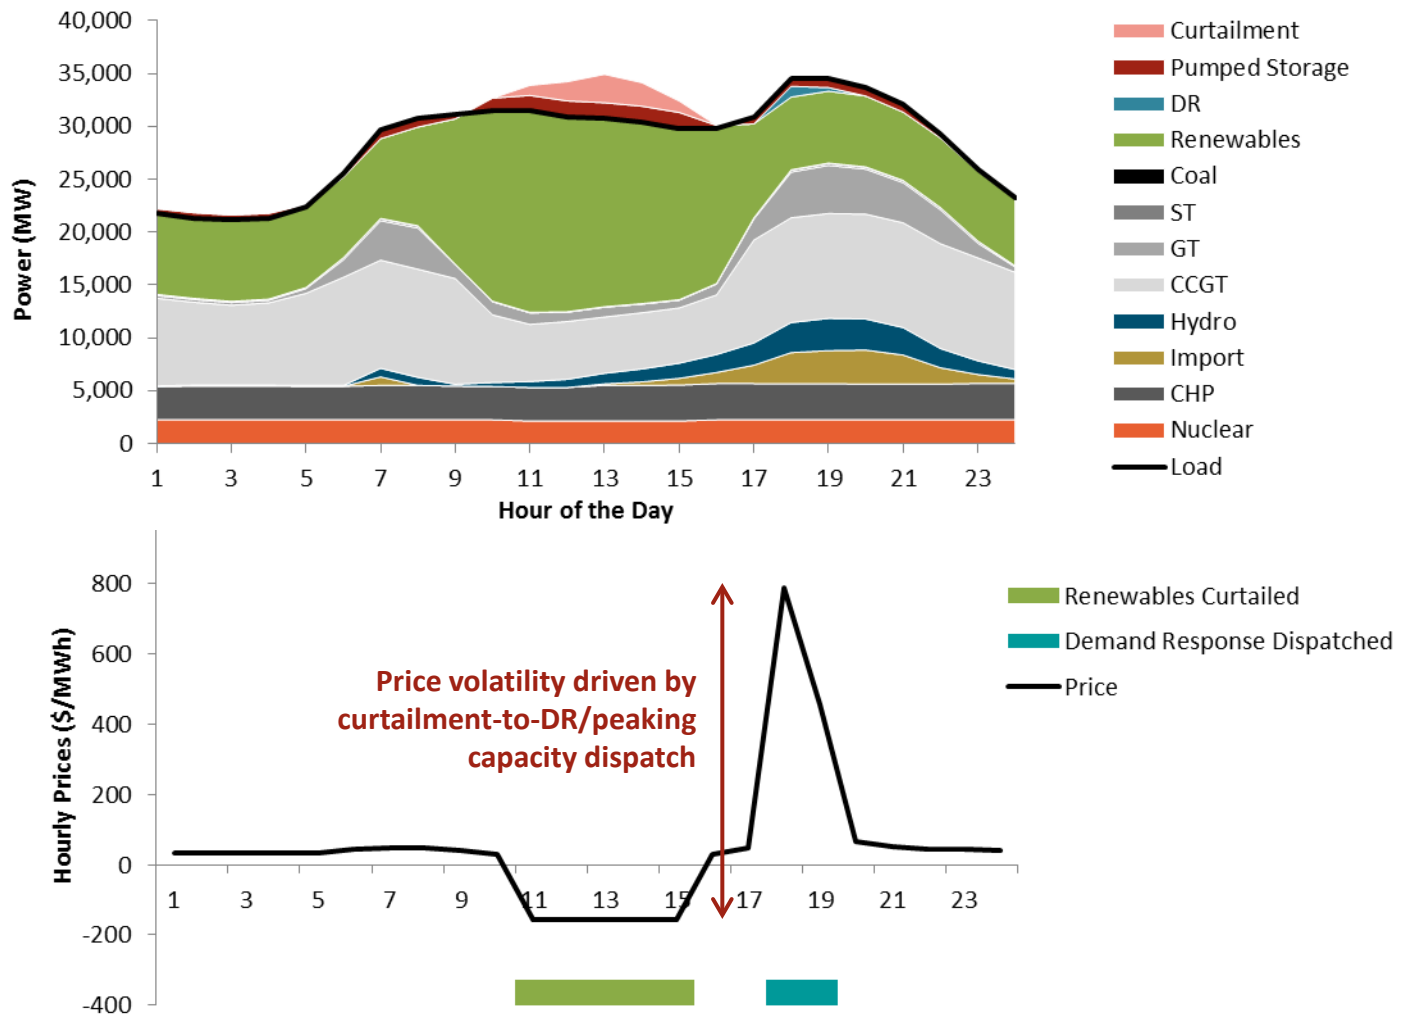 40,000
35,000
30,000
25,000
20,000
15,000
10,000
5,000
0
Power (MW)
1 3 5 7 9 11 13 15 17 19 21 23
Hour of the Day
Curtailment
Pumped Storage
DR
Renewables
Coal
ST
GT
CCGT
Hydro
Import
CHP
Nuclear
Load
800
600
400
200
0
-200
-400
Hourly Prices ($/MWh)
1 3 5 7 9 11 13 15 17 19 21 23
Price volatility driven by
curtailment-to-DR/peaking
capacity dispatch
Renewables Curtailed
Demand Response Dispatched
Price